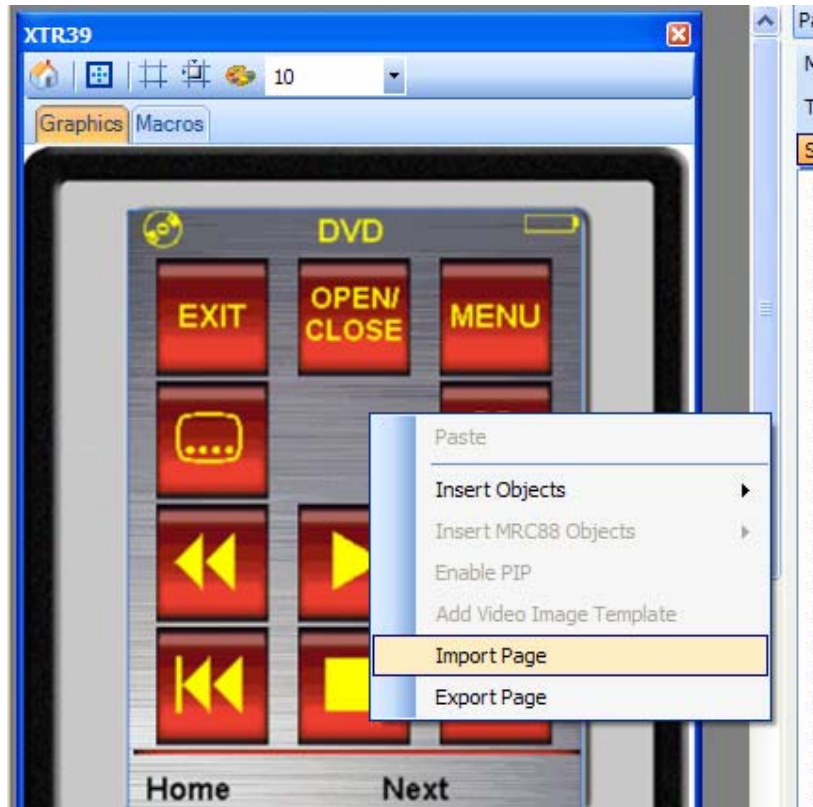 XTR39
10
Graphics Macros
DVD
EXIT
OPEN/
CLOSE
MENU
Paste
Insert Objects
Insert MRC88 Objects
Enable PIP
Add Video Image Template
Import Page
Export Page
Home Next